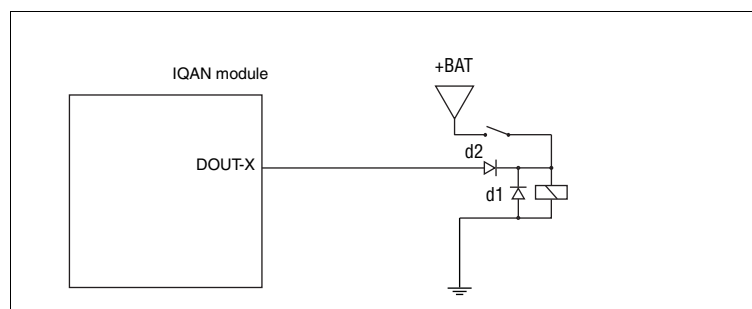 +BAT
IQAN module
d2
DOUT-X
d1